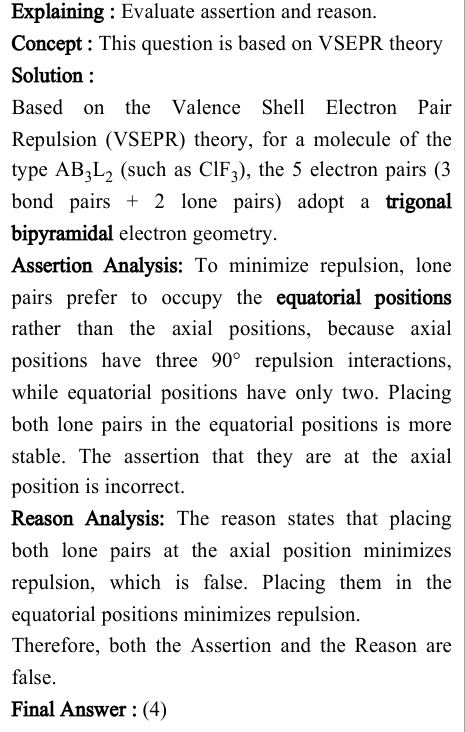 Explaining : Evaluate assertion and reason.
Concept : This question is based on VSEPR theory
Solution :
Based on the Valence Shell Electron Pair
Repulsion (VSEPR) theory, for a molecule of the
type AB₃L₂ (such as ClF₃), the 5 electron pairs (3
bond pairs + 2 lone pairs) adopt a trigonal
bipyramidal electron geometry.
Assertion Analysis: To minimize repulsion, lone
pairs prefer to occupy the equatorial positions
rather than the axial positions, because axial
positions have three 90° repulsion interactions,
while equatorial positions have only two. Placing
both lone pairs in the equatorial positions is more
stable. The assertion that they are at the axial
position is incorrect.
Reason Analysis: The reason states that placing
both lone pairs at the axial position minimizes
repulsion, which is false. Placing them in the
equatorial positions minimizes repulsion.
Therefore, both the Assertion and the Reason are
false.
Final Answer : (4)